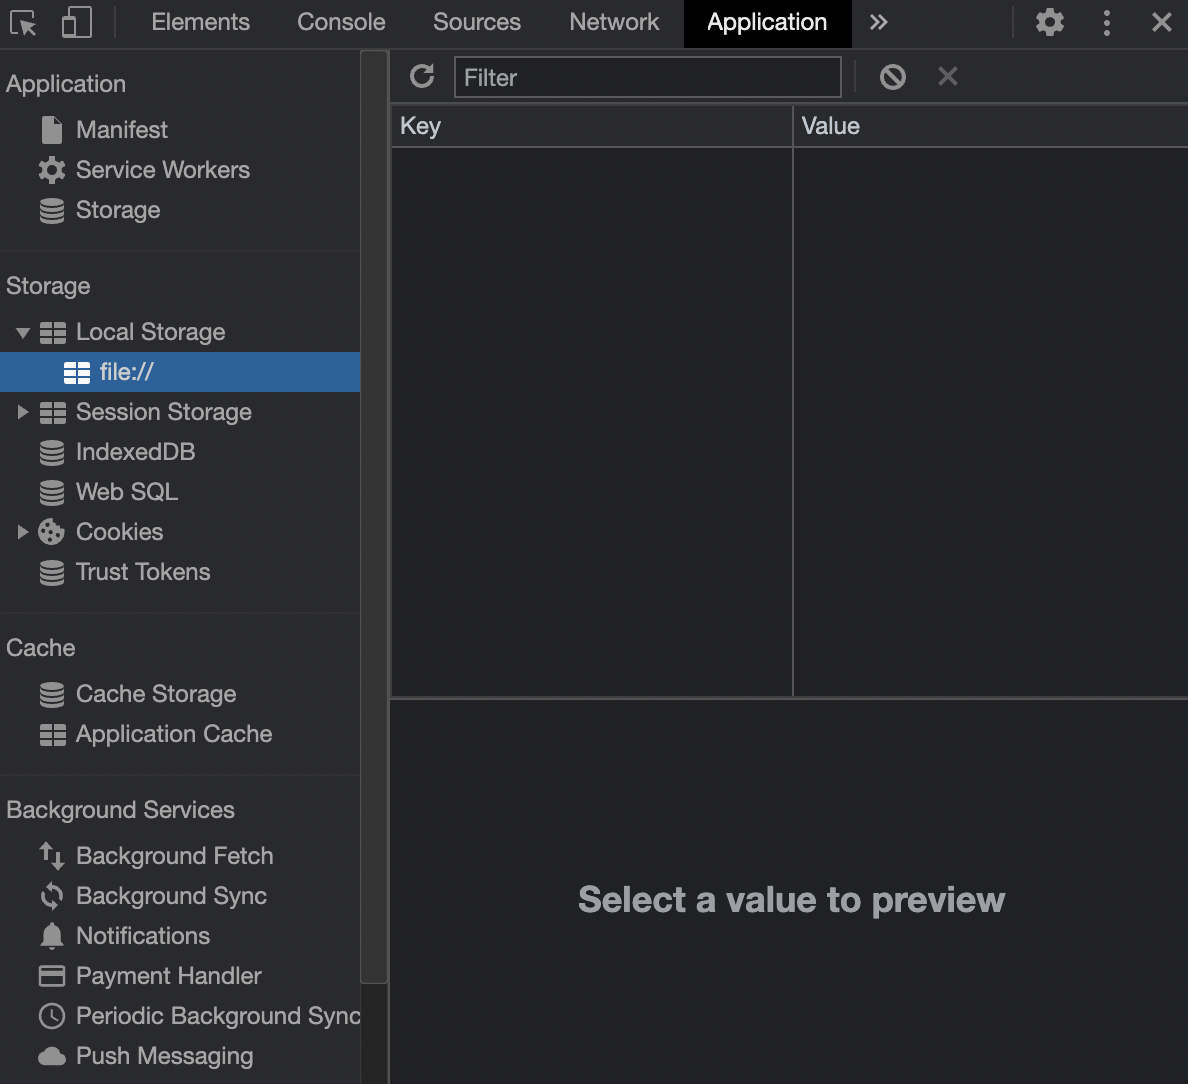 Elements Console Sources Network Application
Application
Manifest
Service Workers
Storage
Storage
Local Storage
file://
Session Storage
IndexedDB
Web SQL
Cookies
Trust Tokens
Cache
Cache Storage
Application Cache
Background Services
Background Fetch
Background Sync
Notifications
Payment Handler
Periodic Background Sync
Push Messaging
Filter
Key Value
Select a value to preview